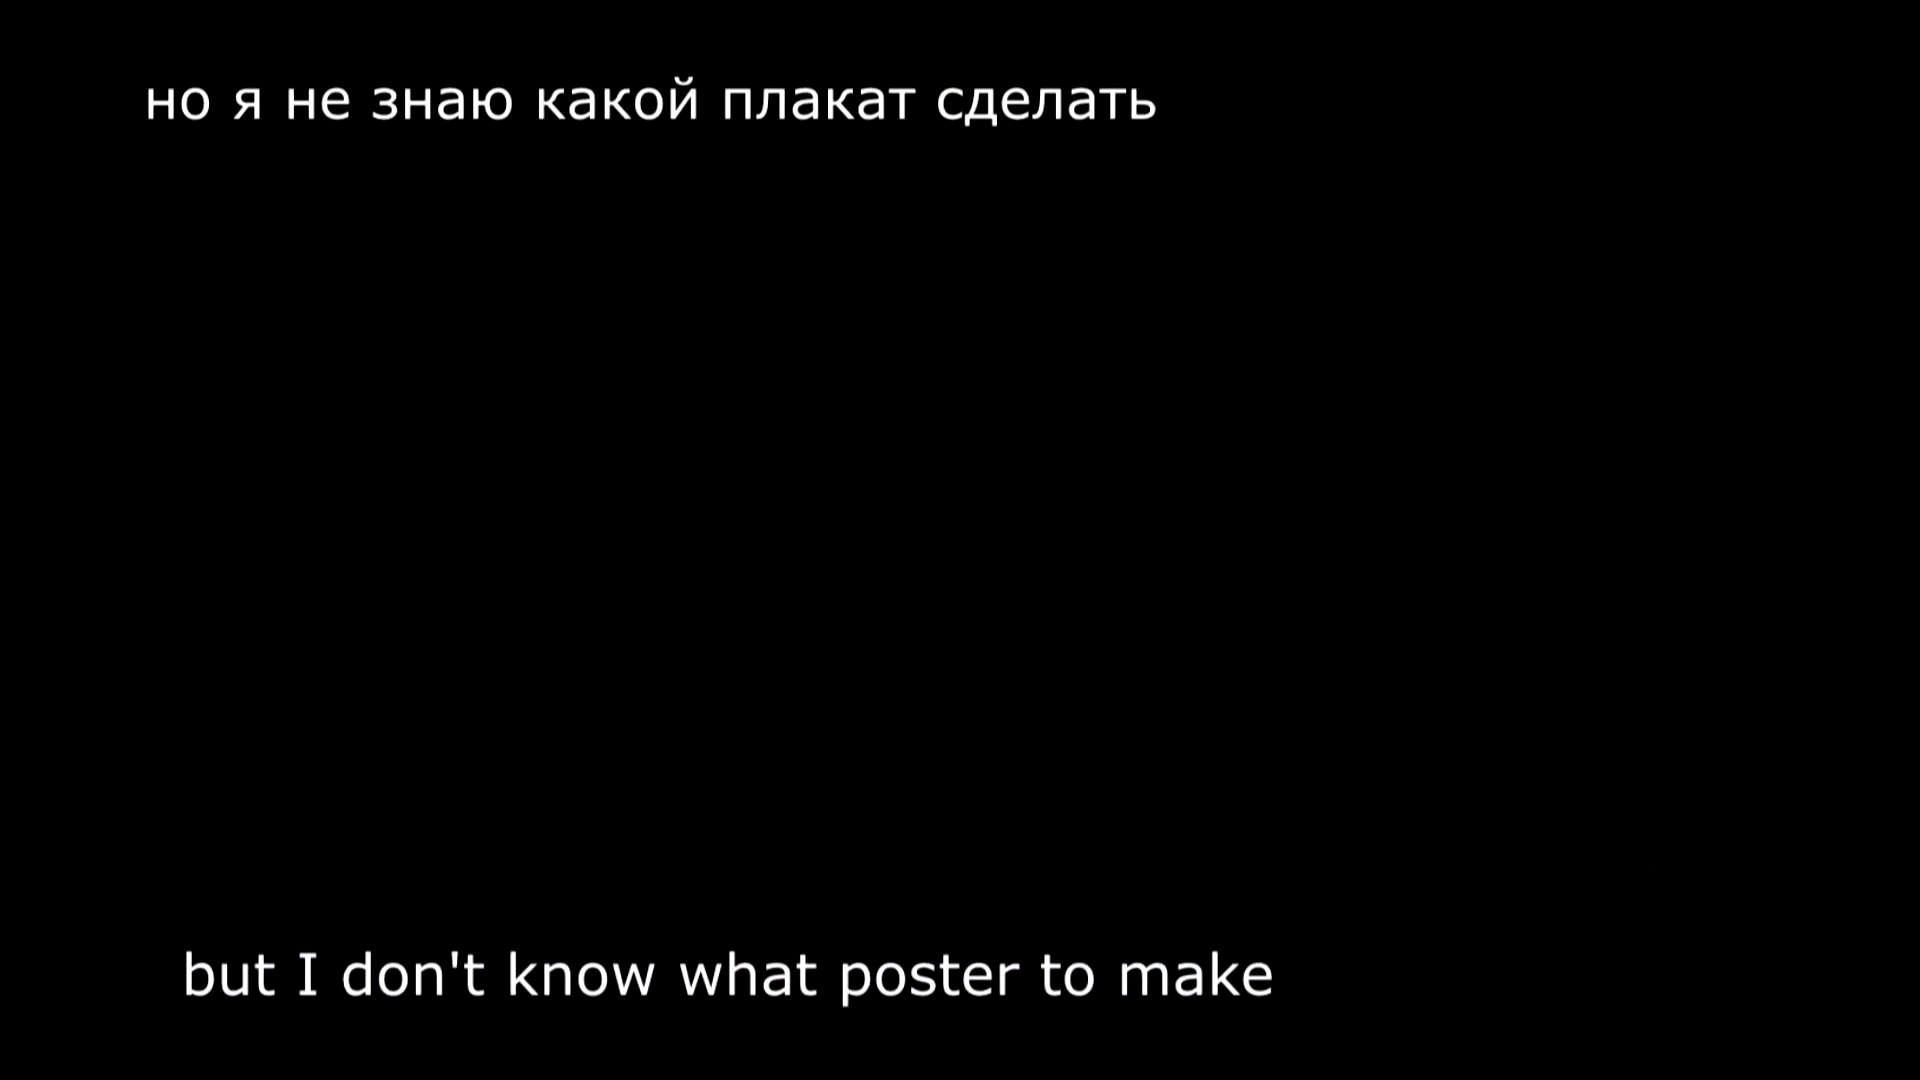 но я не знаю какой плакат сделать
but I don't know what poster to make